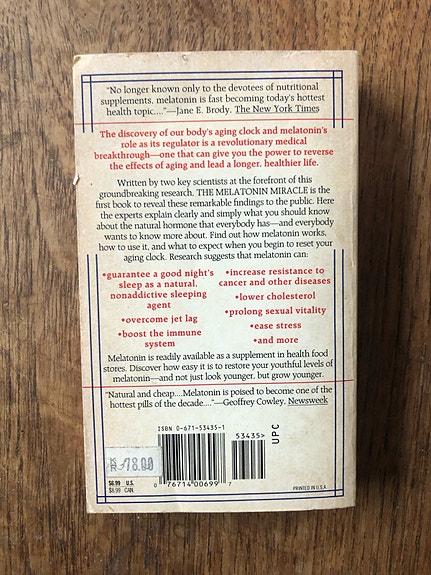 "No longer known only to the devotees of nutritional
supplements, melatonin is fast becoming today's hottest
health topic...."—Jane E. Brody, The New York Times
The discovery of our body's aging clock and melatonin's
role as its regulator is a revolutionary medical
breakthrough—one that can give you the power to reverse
the effects of aging and lead a longer, healthier life.
Written by two key scientists at the forefront of this
groundbreaking research, THE MELATONIN MIRACLE is the
first book to reveal these remarkable findings to the public. Here
the experts explain clearly and simply what you should know
about the natural hormone that everybody has—and everybody
wants to know more about. Find out how melatonin works,
how to use it, and what to expect when you begin to reset your
aging clock. Research suggests that melatonin can:
•guarantee a good night's
sleep as a natural,
nonaddictive sleeping
agent
•overcome jet lag
•boost the immune
system
•increase resistance to
cancer and other diseases
•lower cholesterol
•prolong sexual vitality
•ease stress
•and more
Melatonin is readily available as a supplement in health food
stores. Discover how easy it is to restore your youthful levels of
melatonin—and not just look younger, but grow younger.
"Natural and cheap....Melatonin is poised to become one of the
hottest pills of the decade...."—Geoffrey Cowley, Newsweek
ISBN 0-671-53435-1
53435>
UPC
78.00
$6.99 U.S.
$8.99 CAN.
0 76714 00699 7
PRINTED IN U.S.A.